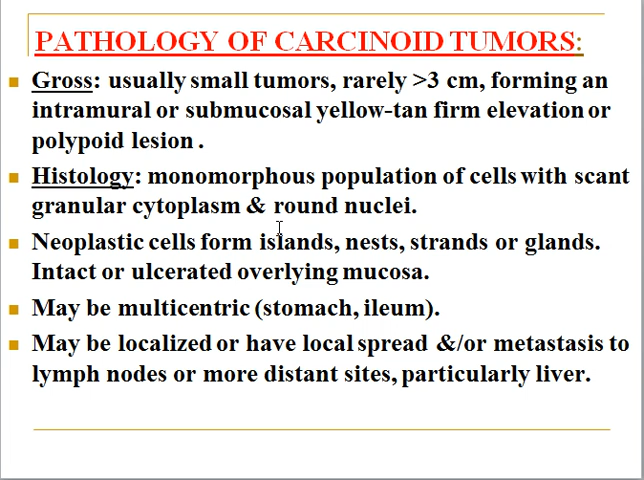 PATHOLOGY OF CARCINOID TUMORS:
Gross: usually small tumors, rarely >3 cm, forming an
intramural or submucosal yellow-tan firm elevation or
polypoid lesion .
Histology: monomorphous population of cells with scant
granular cytoplasm & round nuclei.
Neoplastic cells form islands, nests, strands or glands.
Intact or ulcerated overlying mucosa.
May be multicentric (stomach, ileum).
May be localized or have local spread &/or metastasis to
lymph nodes or more distant sites, particularly liver.